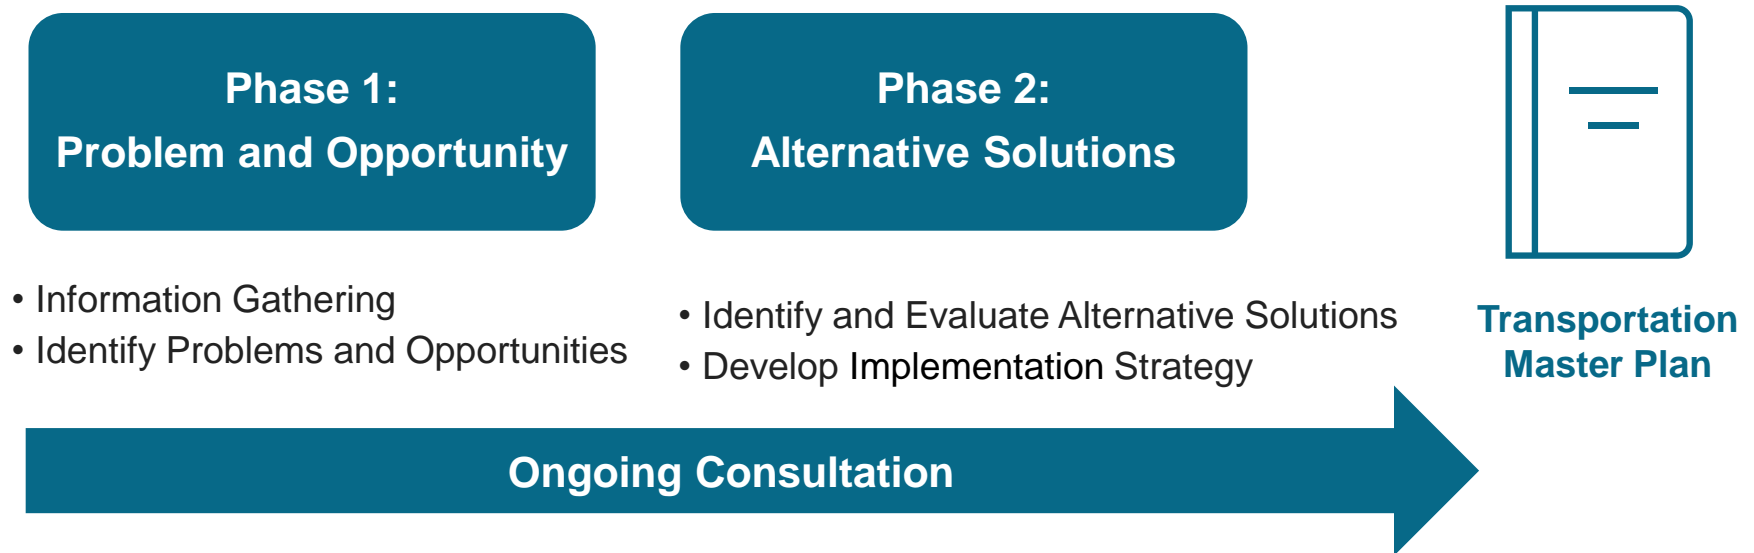 Phase 1:
Problem and Opportunity
• Information Gathering
• Identify Problems and Opportunities
Phase 2:
Alternative Solutions
• Identify and Evaluate Alternative Solutions
• Develop Implementation Strategy
Transportation
Master Plan
Ongoing Consultation